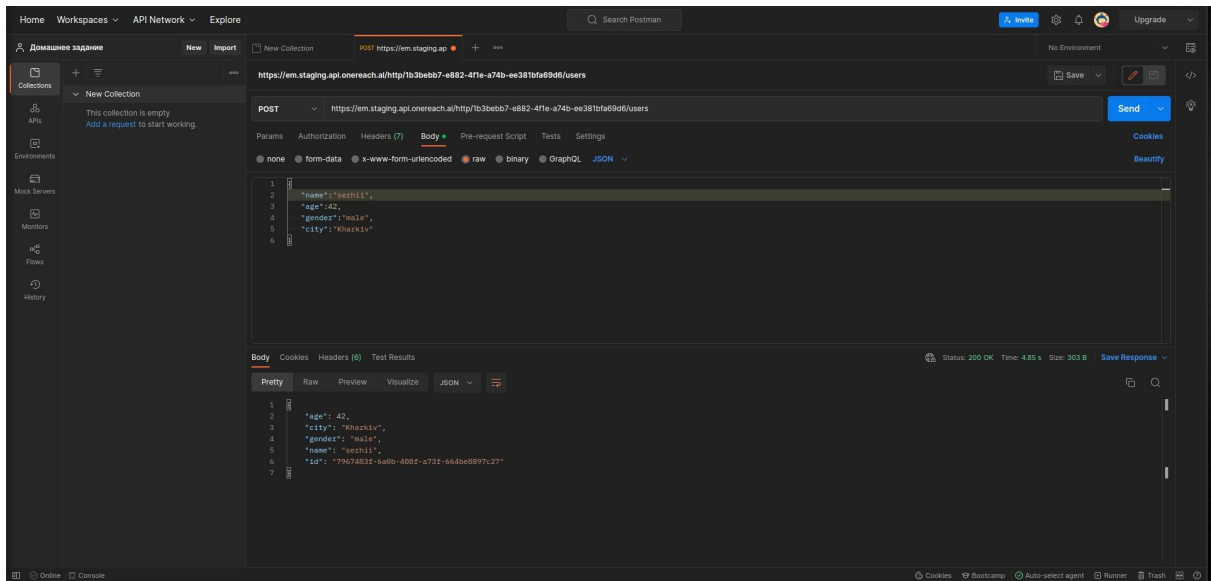 Home Workspaces API Network Explore Search Postman Invite Upgrade
Домашнее задание New Import New Collection POST https://em.staging.ap No Environment
https://em.staging.api.onereach.ai/http/1b3bebb7-e882-4f1e-a74b-ee381bfa69d6/users Save
Collections
New Collection
This collection is empty
Add a request to start working.
APIs
Environments
Mock Servers
Monitors
Flows
History
POST https://em.staging.api.onereach.ai/http/1b3bebb7-e882-4f1e-a74b-ee381bfa69d6/users Send
Params Authorization Headers (7) Body Pre-request Script Tests Settings Cookies
none form-data x-www-form-urlencoded raw binary GraphQL JSON Beautify
1 {
2 "name":"serhii",
3 "age":42,
4 "gender":"male",
5 "city":"Kharkiv"
6 }
Body Cookies Headers (6) Test Results Status: 200 OK Time: 4.85 s Size: 303 B Save Response
Pretty Raw Preview Visualize JSON
1 {
2 "age": 42,
3 "city": "Kharkiv",
4 "gender": "male",
5 "name": "serhii",
6 "id": "7967483f-6a0b-408f-a73f-664be8897c27"
7 }
Online Console Cookies Bootcamp Auto-select agent Runner Trash